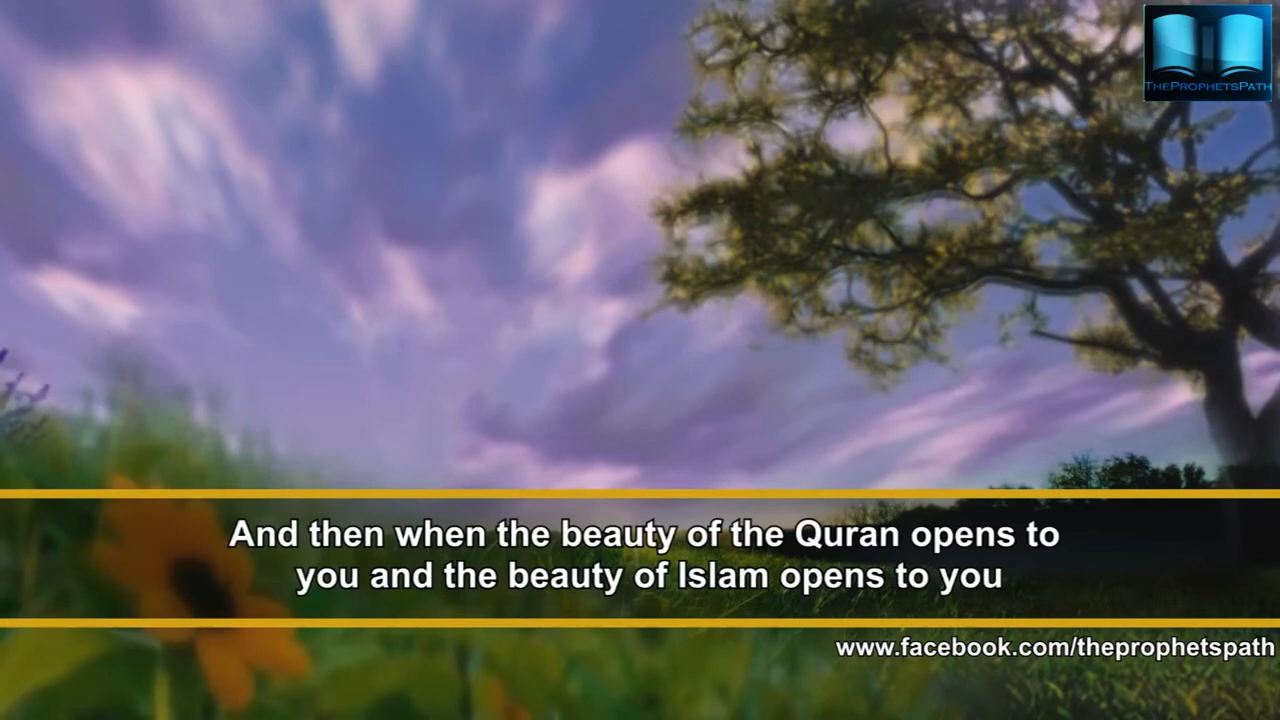 THEPROPHETSPATH
And then when the beauty of the Quran opens to
you and the beauty of Islam opens to you
www.facebook.com/theprophetspath